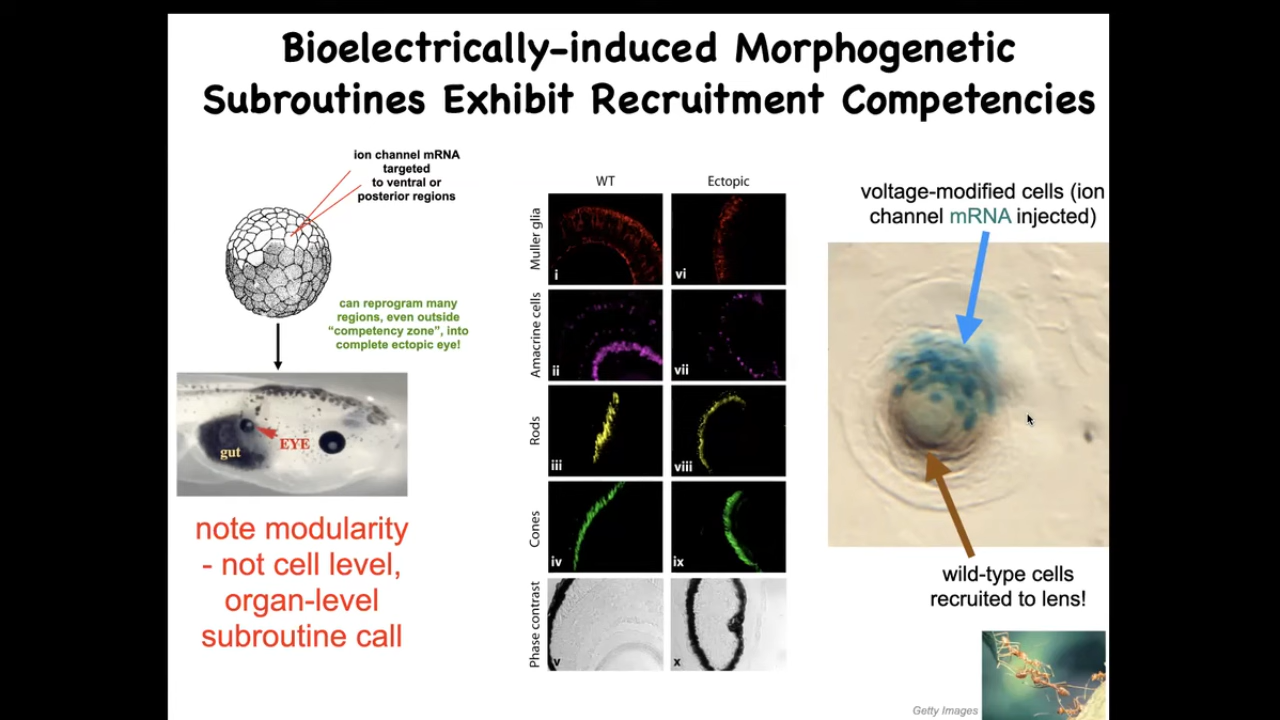 Bioelectrically-induced Morphogenetic
Subroutines Exhibit Recruitment Competencies
ion channel mRNA
targeted
to ventral or
posterior regions
can reprogram many
regions, even outside
“competency zone”, into
complete ectopic eye!
gut
EYE
note modularity
- not cell level,
organ-level
subroutine call
WT
Ectopic
Muller glia
i
vi
Amacrine cells
ii
vii
Rods
iii
viii
Cones
iv
ix
Phase contrast
v
x
voltage-modified cells (ion
channel mRNA injected)
wild-type cells
recruited to lens!
Getty Images